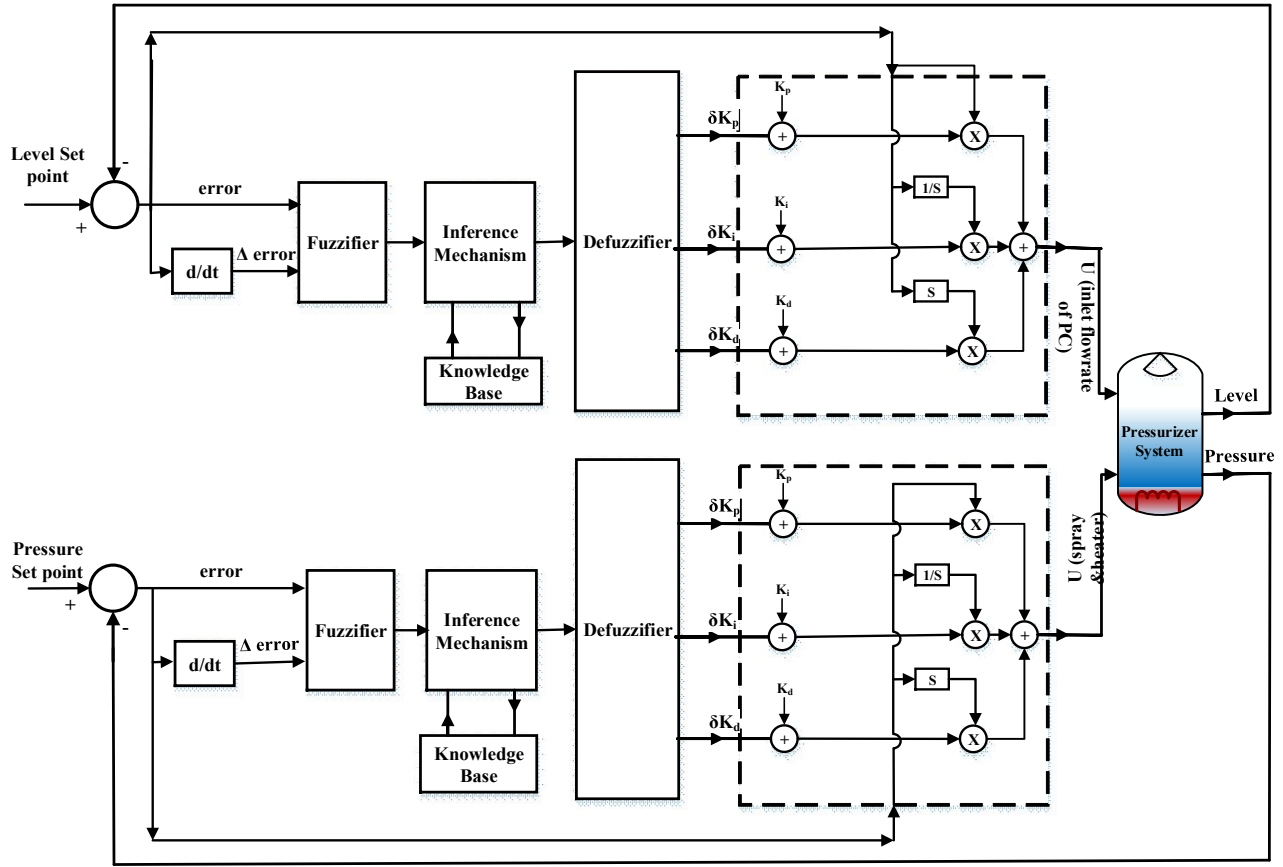 Level Set
point
-
+
error
d/dt
Δ error
Fuzzifier
Inference
Mechanism
Knowledge
Base
Defuzzifier
δKp
δKi
δKd
Kp
+
X
1/S
Ki
+
X
+
S
Kd
+
X
U (inlet flowrate
of PC)
Pressurizer
System
Level
Pressure
Pressure
Set point
+
-
error
d/dt
Δ error
Fuzzifier
Inference
Mechanism
Knowledge
Base
Defuzzifier
δKp
δKi
δKd
Kp
+
X
1/S
Ki
+
X
+
S
Kd
+
X
U (spray
&heater)